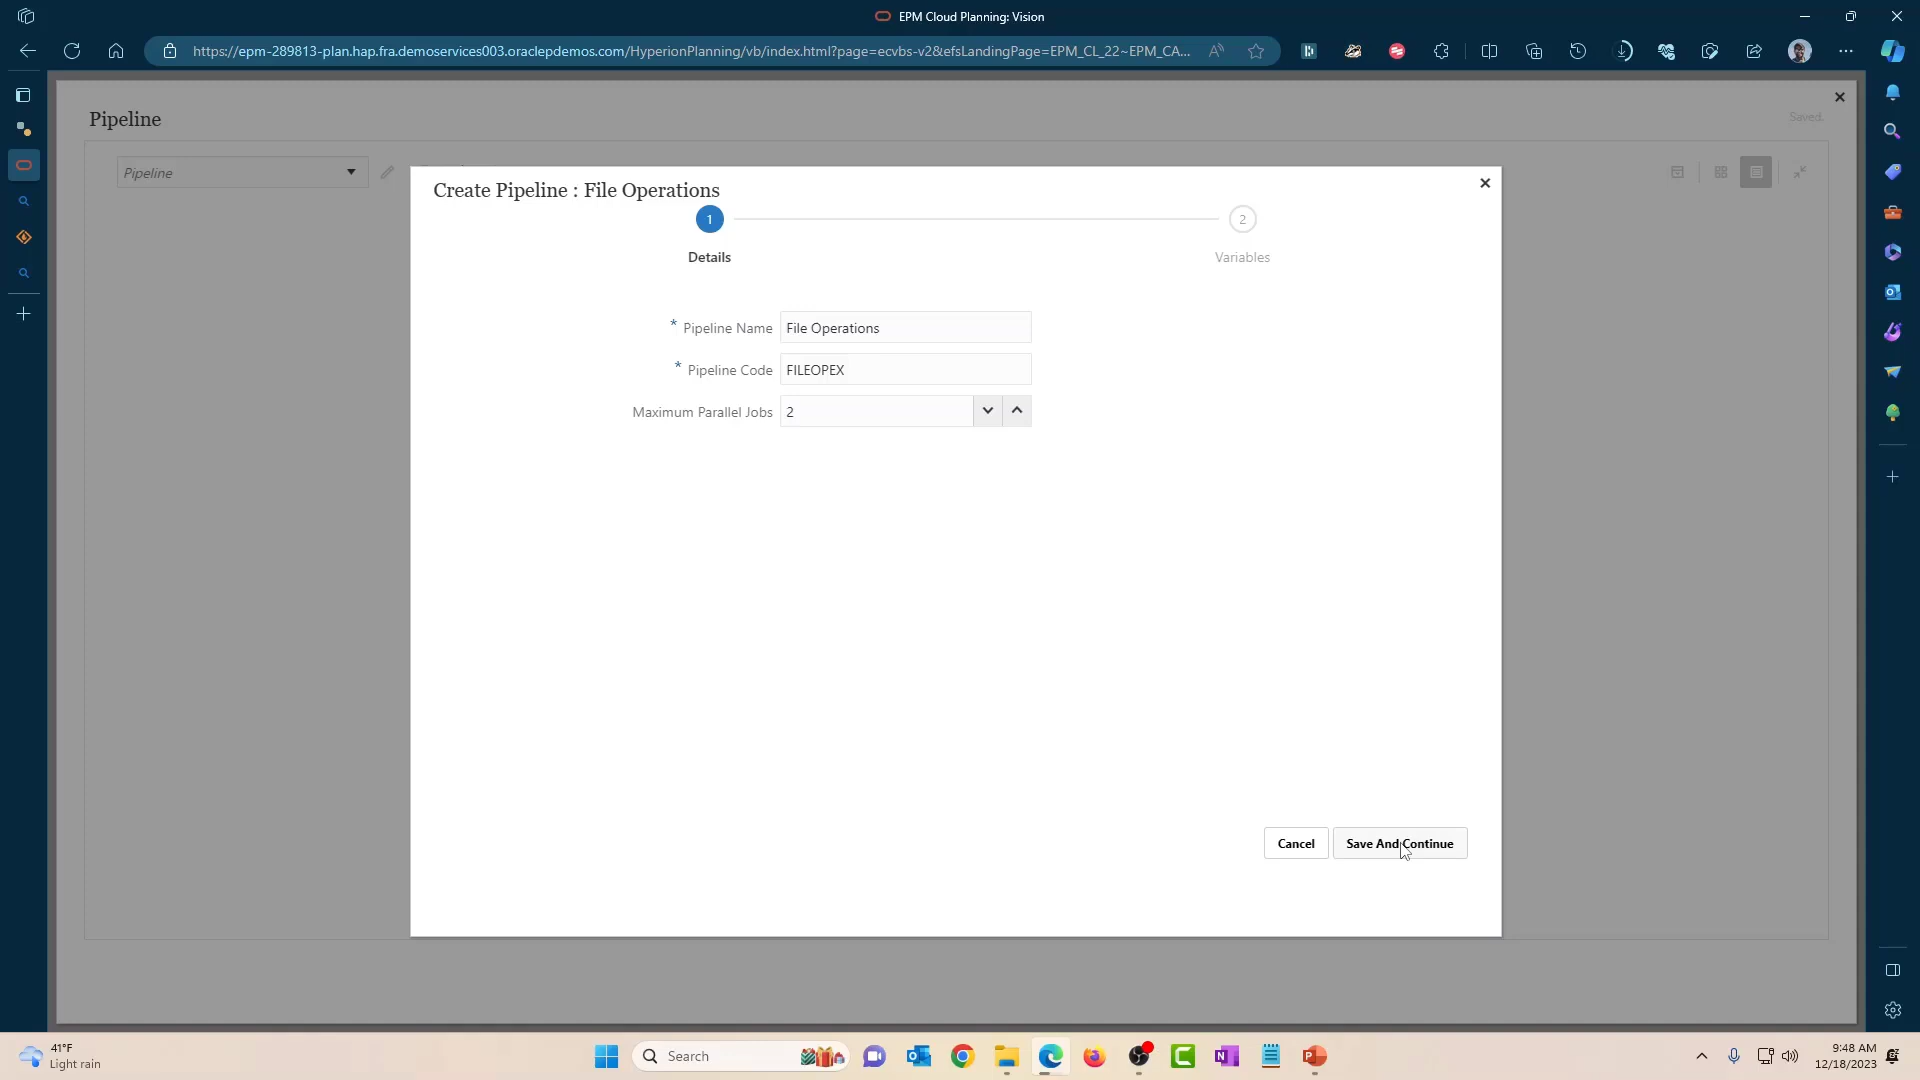 EPM Cloud Planning: Vision
https://epm-289813-plan.hap.fra.demoservices003.oraclepdemos.com/HyperionPlanning/vb/index.html?page=ecvbs-v2&efsLandingPage=EPM_CL_22~EPM_CA...
Pipeline
Saved.
Pipeline
Create Pipeline : File Operations
1
2
Details
Variables
* Pipeline Name File Operations
* Pipeline Code FILEOPEX
Maximum Parallel Jobs 2
Cancel
Save And Continue
41°F
Light rain
Search
9:48 AM
12/18/2023